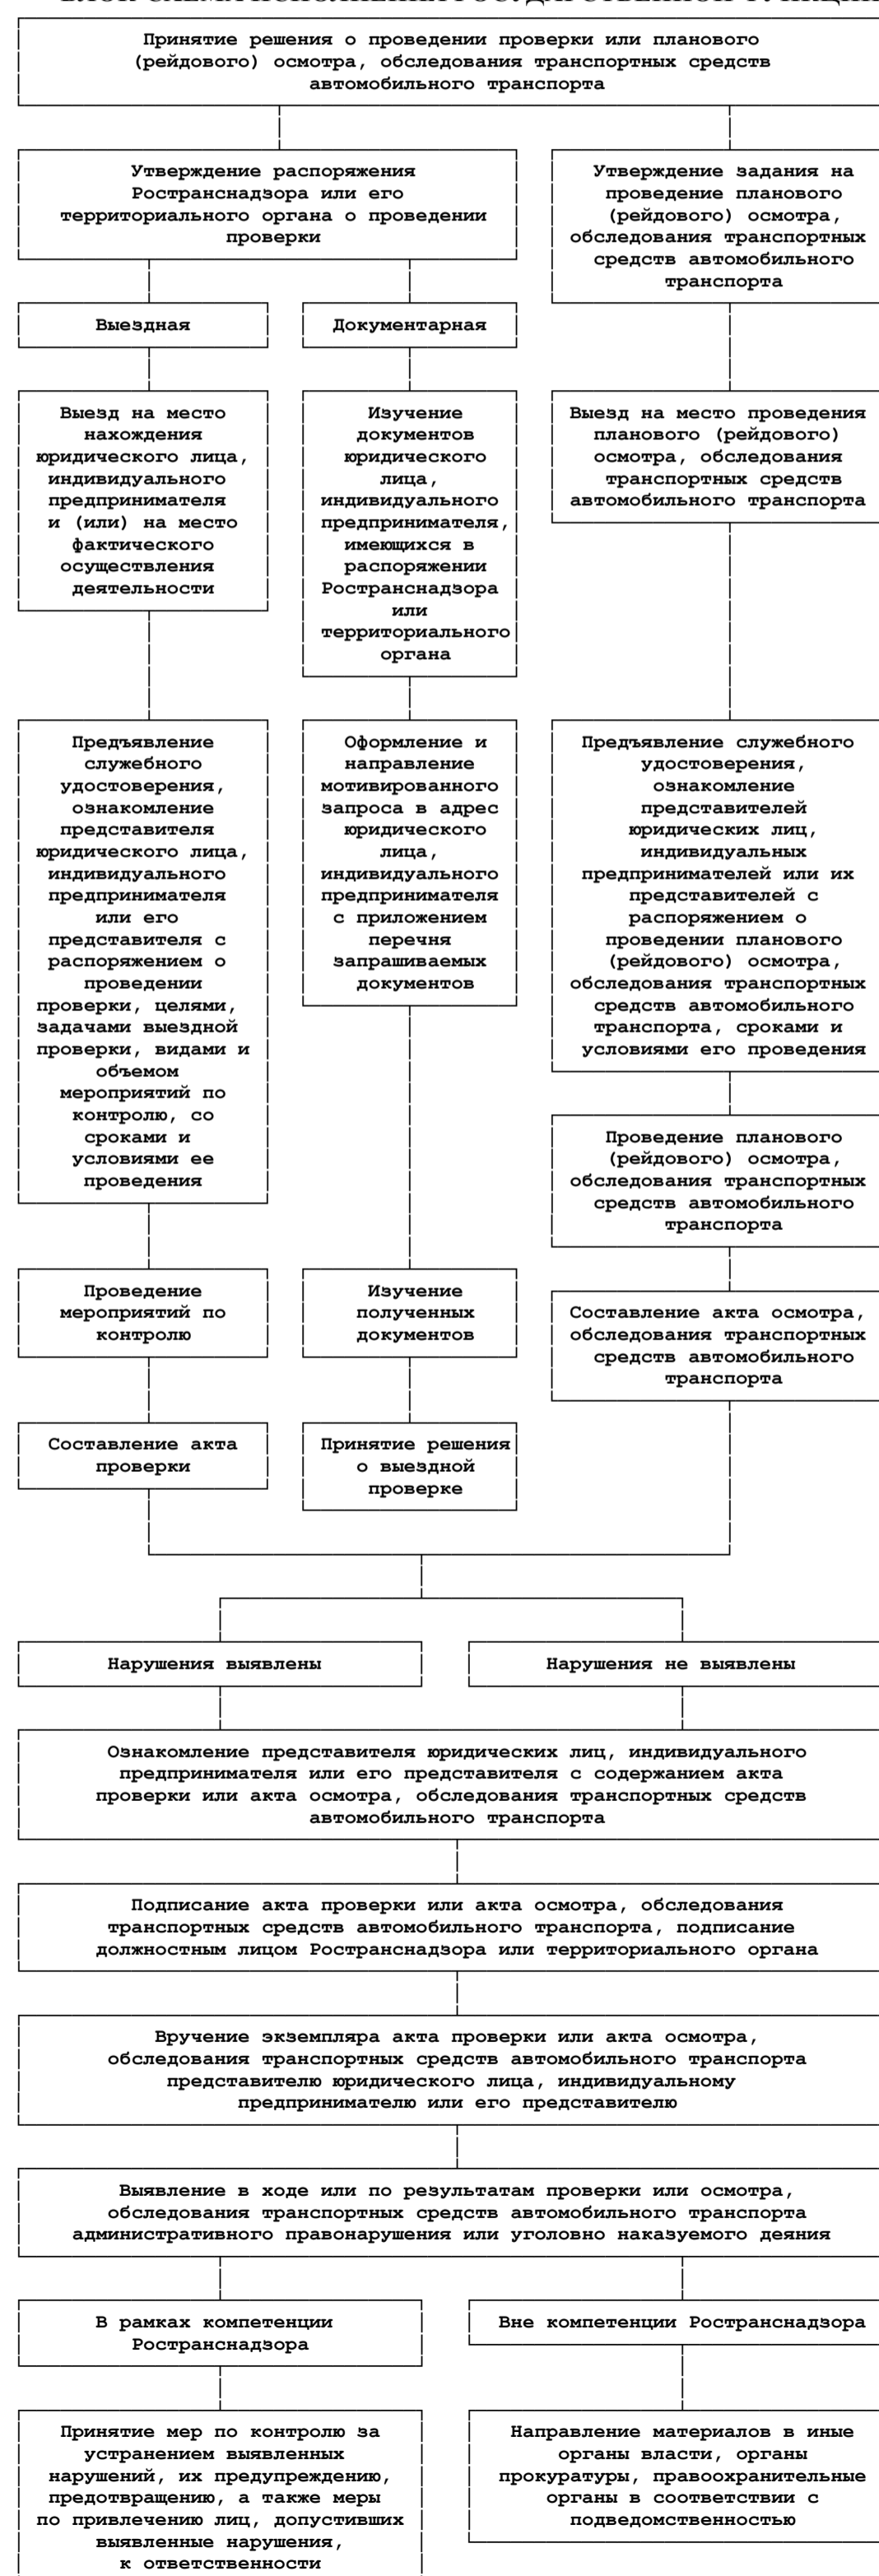 БЛОК-СХЕМА ИСПОЛНЕНИЯ ГОСУДАРСТВЕННОЙ ФУНКЦИИ
Принятие решения о проведении проверки или планового
(рейдового) осмотра, обследования транспортных средств
автомобильного транспорта
Утверждение распоряжения
Ространснадзора или его
территориального органа о проведении
проверки
Утверждение задания на
проведение планового
(рейдового) осмотра,
обследования транспортных
средств автомобильного
транспорта
Выездная
Документарная
Выезд на место
нахождения
юридического лица,
индивидуального
предпринимателя
и (или) на место
фактического
осуществления
деятельности
Изучение
документов
юридического
лица,
индивидуального
предпринимателя,
имеющихся в
распоряжении
Ространснадзора
или
территориального
органа
Выезд на место проведения
планового (рейдового)
осмотра, обследования
транспортных средств
автомобильного транспорта
Предъявление
служебного
удостоверения,
ознакомление
представителя
юридического лица,
индивидуального
предпринимателя
или его
представителя с
распоряжением о
проведении
проверки, целями,
задачами выездной
проверки, видами и
объемом
мероприятий по
контролю, со
сроками и
условиями ее
проведения
Оформление и
направление
мотивированного
запроса в адрес
юридического
лица,
индивидуального
предпринимателя
с приложением
перечня
запрашиваемых
документов
Предъявление служебного
удостоверения,
ознакомление
представителей
юридических лиц,
индивидуальных
предпринимателей или их
представителей с
распоряжением о
проведении планового
(рейдового) осмотра,
обследования транспортных
средств автомобильного
транспорта, сроками и
условиями его проведения
Проведение планового
(рейдового) осмотра,
обследования транспортных
средств автомобильного
транспорта
Проведение
мероприятий по
контролю
Изучение
полученных
документов
Составление акта осмотра,
обследования транспортных
средств автомобильного
транспорта
Составление акта
проверки
Принятие решения
о выездной
проверке
Нарушения выявлены
Нарушения не выявлены
Ознакомление представителя юридических лиц, индивидуального
предпринимателя или его представителя с содержанием акта
проверки или акта осмотра, обследования транспортных средств
автомобильного транспорта
Подписание акта проверки или акта осмотра, обследования
транспортных средств автомобильного транспорта, подписание
должностным лицом Ространснадзора или территориального органа
Вручение экземпляра акта проверки или акта осмотра,
обследования транспортных средств автомобильного транспорта
представителю юридического лица, индивидуальному
предпринимателю или его представителю
Выявление в ходе или по результатам проверки или осмотра,
обследования транспортных средств автомобильного транспорта
административного правонарушения или уголовно наказуемого деяния
В рамках компетенции
Ространснадзора
Вне компетенции Ространснадзора
Принятие мер по контролю за
устранением выявленных
нарушений, их предупреждению,
предотвращению, а также меры
по привлечению лиц, допустивших
выявленные нарушения,
к ответственности
Направление материалов в иные
органы власти, органы
прокуратуры, правоохранительные
органы в соответствии с
подведомственностью